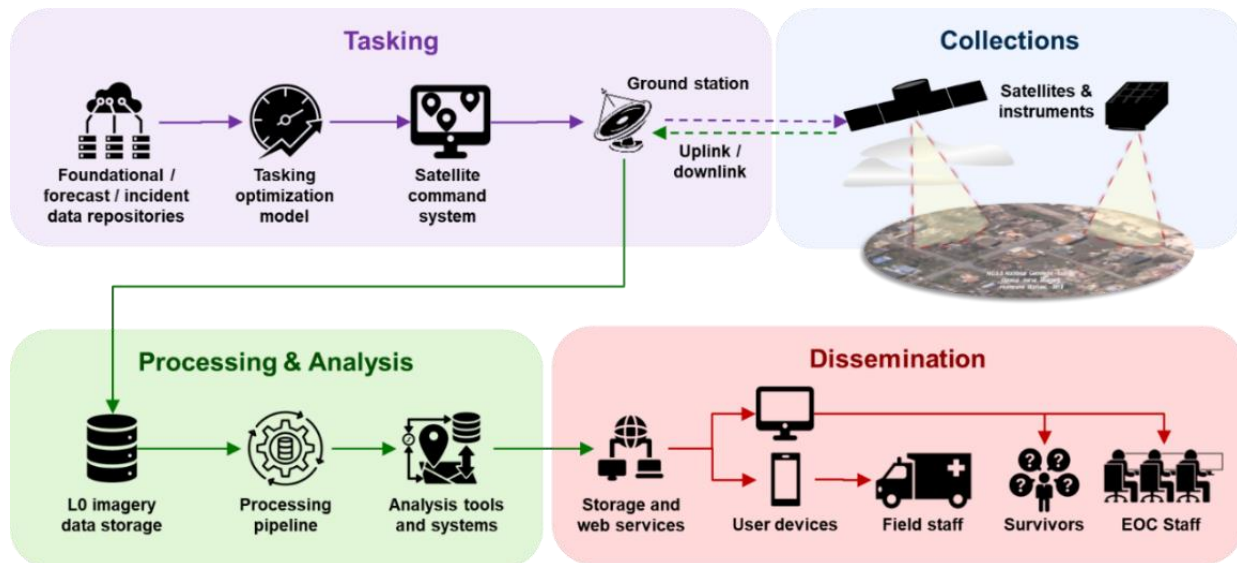 Tasking
Collections
Ground station
Satellites &
instruments
Uplink /
downlink
Foundational /
forecast / incident
data repositories
Tasking
optimization
model
Satellite
command
system
Processing & Analysis
Dissemination
L0 imagery
data storage
Processing
pipeline
Analysis tools
and systems
Storage and
web services
User devices
Field staff
Survivors
EOC Staff
? ? ? ?